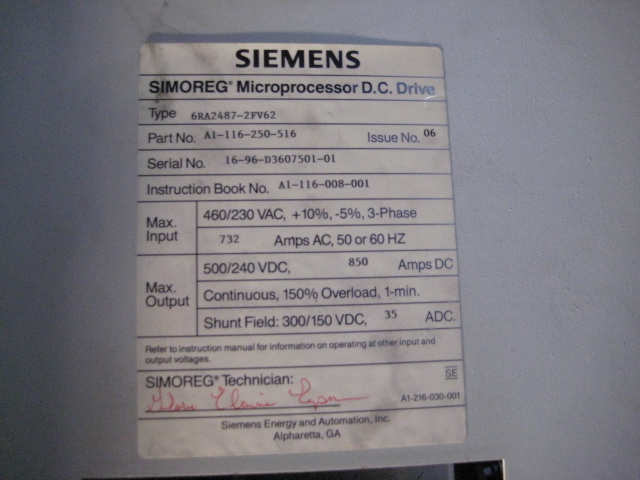 SIEMENS
SIMOREG® Microprocessor D.C. Drive
Type 6RA2487-2FV62
Part No. A1-116-250-516 Issue No. 06
Serial No. 16-96-D3607501-01
Instruction Book No. A1-116-008-001
Max. Input
460/230 VAC, +10%, -5%, 3-Phase
732 Amps AC, 50 or 60 HZ
Max. Output
500/240 VDC, 850 Amps DC
Continuous, 150% Overload, 1-min.
Shunt Field: 300/150 VDC, 35 ADC.
Refer to instruction manual for information on operating at other input and
output voltages.
SIMOREG® Technician: SE
Elaine
A1-216-030-001
Siemens Energy and Automation, Inc.
Alpharetta, GA